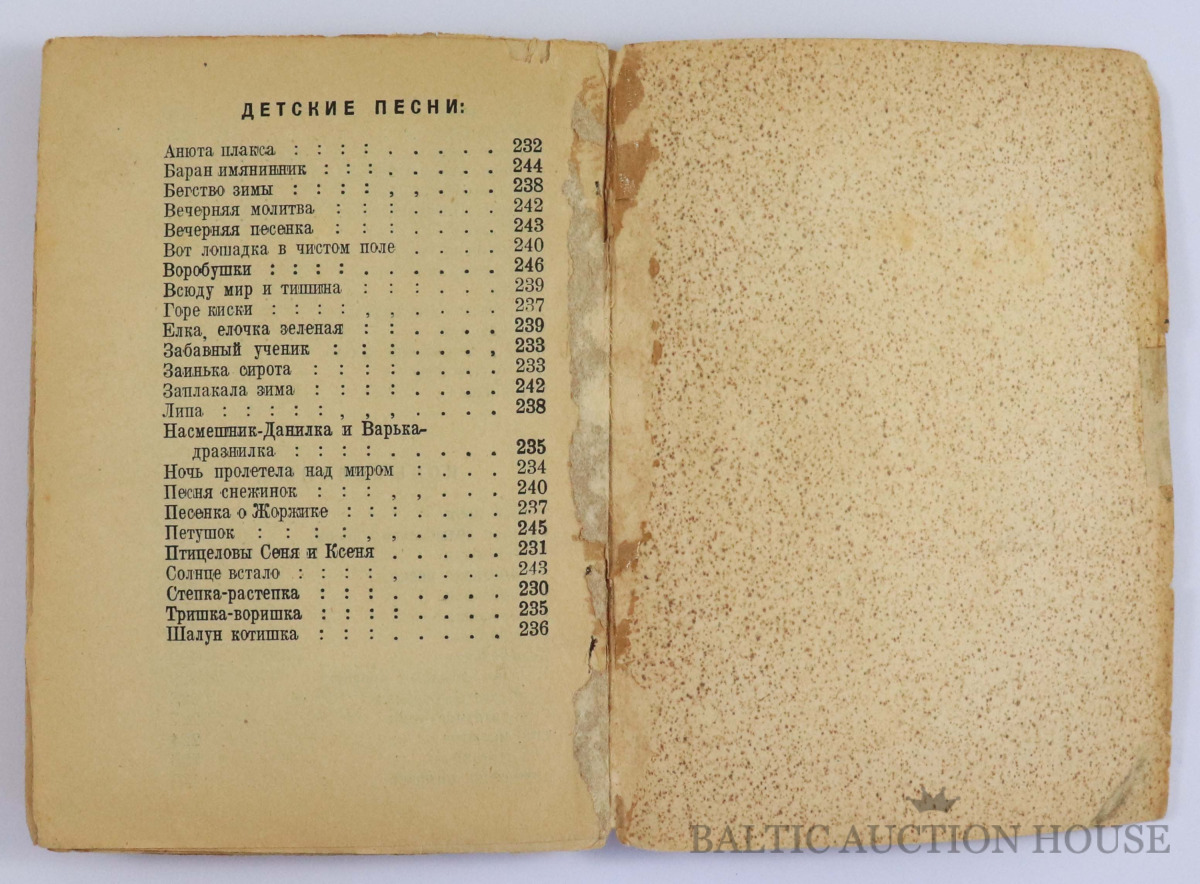 ДЕТСКИЕ ПЕСНИ:
Анюта плакса : : : : . . . . . 232
Баран имянинник : : : . . . . . . 244
Бегство зимы : : : : , , . . . . 238
Вечерняя молитва : : : . . . . . 242
Вечерняя песенка : : : . . . . . 243
Вот лошадка в чистом поле . . . . 240
Воробушки : : : : . . . . . . 246
Всюду мир и тишина : : : . . . . 239
Горе киски : : : : , , . . . . 237
Елка, елочка зеленая : : . . . . . 239
Забавный ученик : : : . . . . , 233
Заинька сирота : : : : . . . . . 233
Заплакала зима : : : : . . . . . 242
Липа : : : : : , , , . . . . . 238
Насмешник-Данилка и Варька-
дразнилка : : : : . . . . . . 235
Ночь пролетела над миром : . . . . 234
Песня снежинок : : : , , . . . . 240
Песенка о Жоржике : : : . . . . . 237
Петушок : : : : , , . . . . . 245
Птицеловы Сеня и Ксеня . . . . . 231
Солнце встало : : : : , . . . . . 243
Степка-растепка : : : : . . . . . 230
Тришка-воришка : : : : : . . . . 235
Шалун котишка : : : . . . . . . 236
BALTIC AUCTION HOUSE